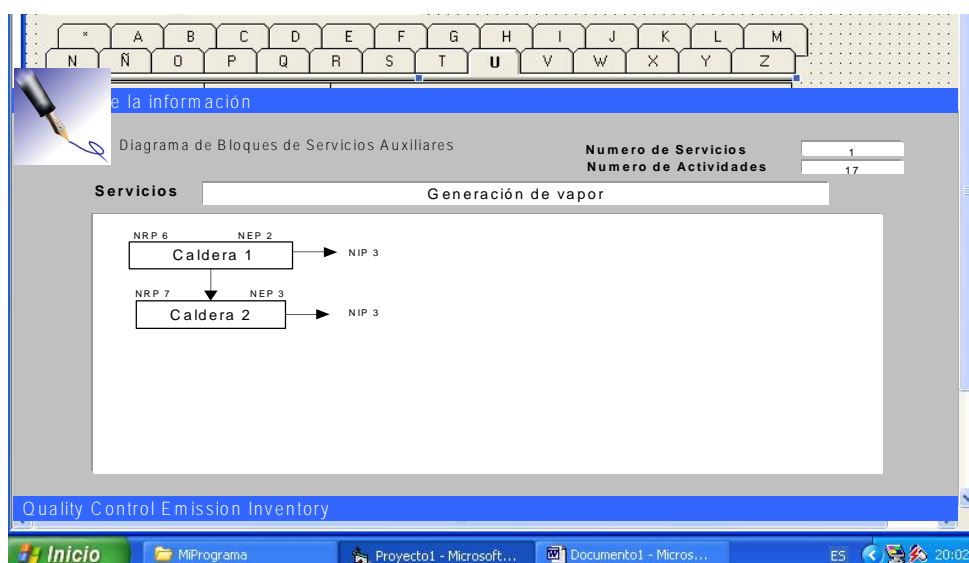 * A B C D E F G H I J K L M
N Ñ O P Q R S T U V W X Y Z
e la información
Diagrama de Bloques de Servicios Auxiliares
Numero de Servicios 1
Numero de Actividades 17
Servicios Generación de vapor
NRP 6 NEP 2
Caldera 1 NIP 3
NRP 7 NEP 3
Caldera 2 NIP 3
Quality Control Emission Inventory
Inicio MiPrograma Proyecto1 - Microsoft... Documento1 - Micros... ES 20:02